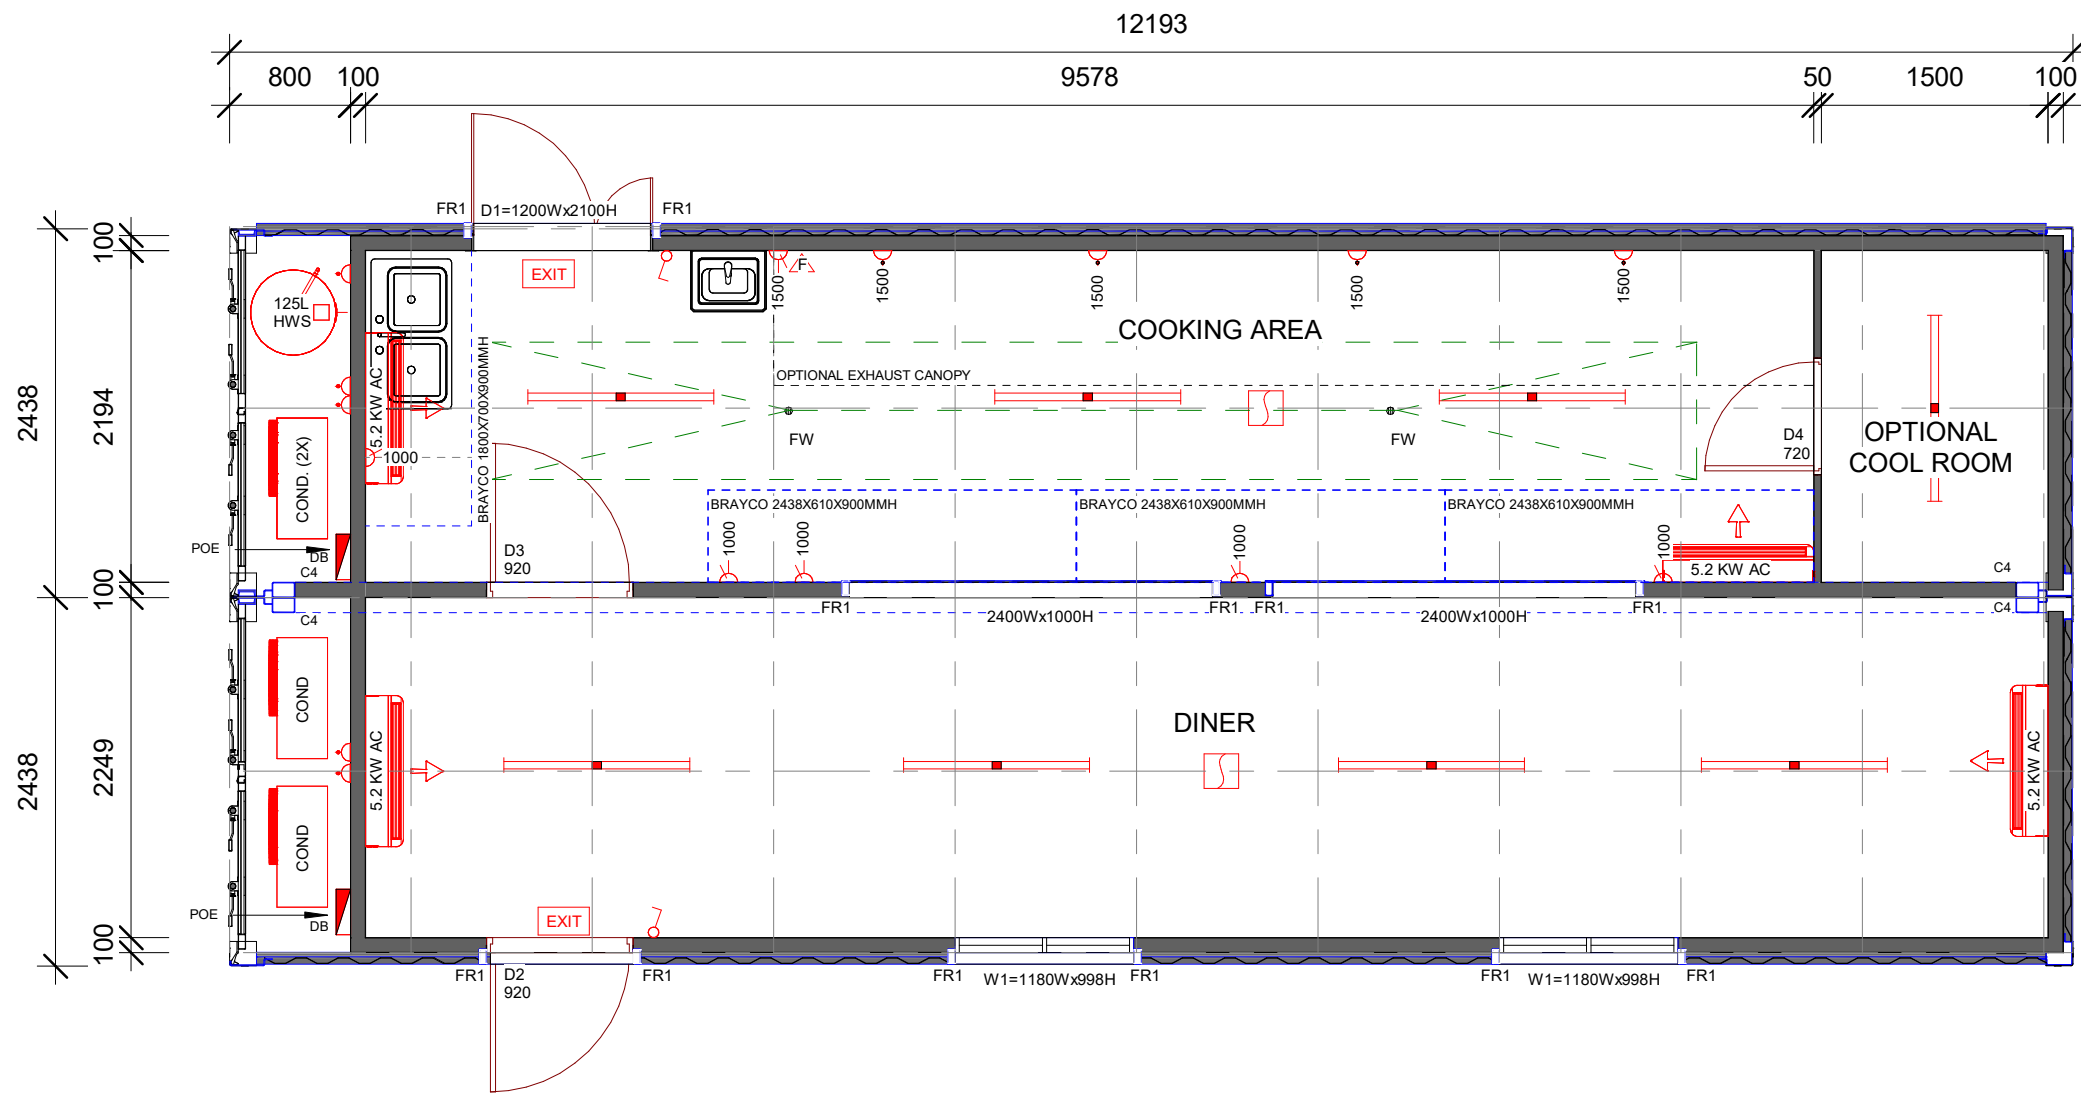 12193
800
100
9578
50
1500
100
FR1
D1=1200Wx2100H
FR1
100
2438
2194
100
2438
2249
100
125L
HWS
EXIT
F
1500
1500
1500
1500
1500
COOKING AREA
OPTIONAL EXHAUST CANOPY
5.2 KW AC
1000
BRAYCO 1800X700X900MMH
COND. (2X)
FW
FW
D4
720
OPTIONAL
COOL ROOM
BRAYCO 2438X610X900MMH
BRAYCO 2438X610X900MMH
BRAYCO 2438X610X900MMH
1000
1000
1000
1000
D3
920
POE
DB
C4
5.2 KW AC
C4
C4
FR1
FR1
FR1
FR1
C4
2400Wx1000H
2400Wx1000H
COND
COND
5.2 KW AC
DINER
5.2 KW AC
POE
DB
EXIT
FR1
D2
920
FR1
FR1
W1=1180Wx998H
FR1
FR1
W1=1180Wx998H
FR1